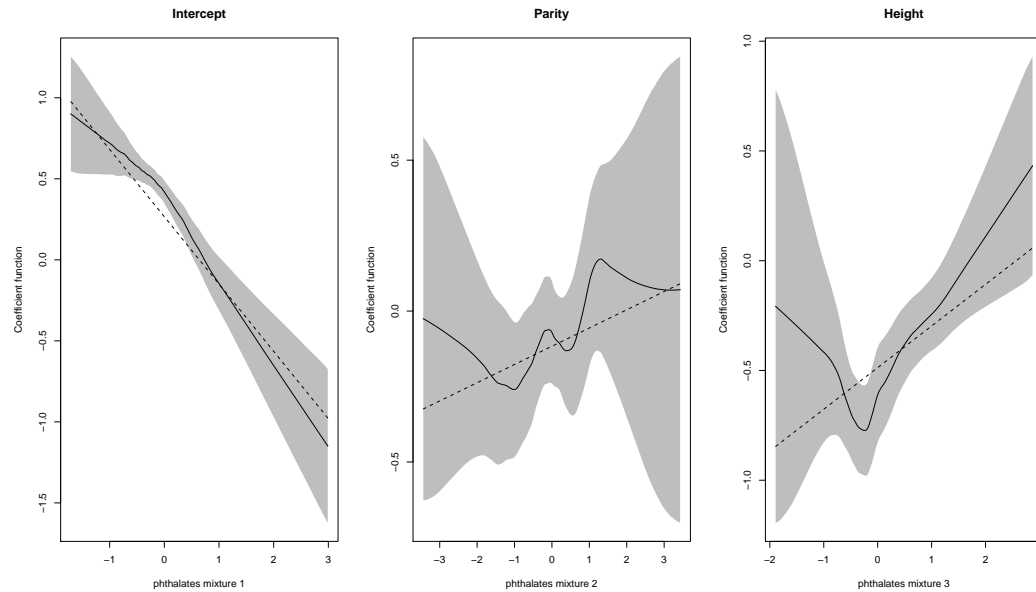 Intercept
Coefficient function
1.0
0.5
0.0
−0.5
−1.0
−1.5
−1 0 1 2 3
phthalates mixture 1
Parity
Coefficient function
0.5
0.0
−0.5
−3 −2 −1 0 1 2 3
phthalates mixture 2
Height
Coefficient function
1.0
0.5
0.0
−0.5
−1.0
−2 −1 0 1 2
phthalates mixture 3